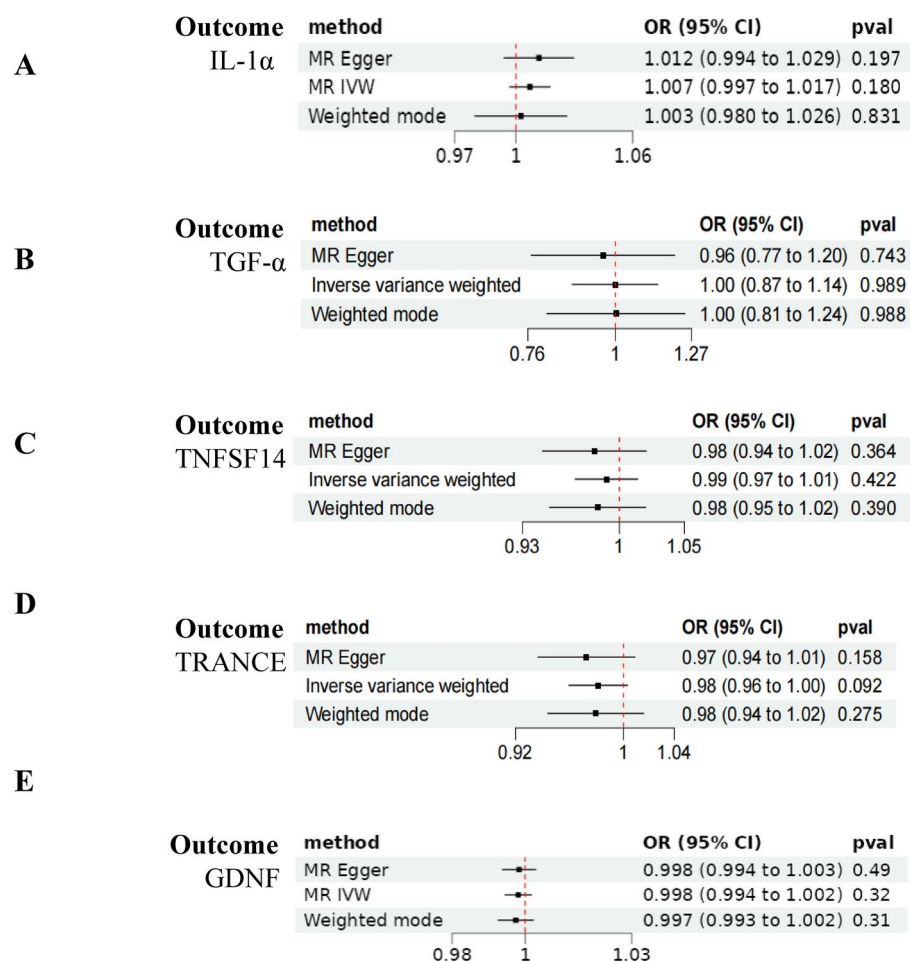 A
Outcome IL-1α
method OR (95% CI) pval
MR Egger 1.012 (0.994 to 1.029) 0.197
MR IVW 1.007 (0.997 to 1.017) 0.180
Weighted mode 1.003 (0.980 to 1.026) 0.831
0.97 1 1.06
B
Outcome TGF-α
method OR (95% CI) pval
MR Egger 0.96 (0.77 to 1.20) 0.743
Inverse variance weighted 1.00 (0.87 to 1.14) 0.989
Weighted mode 1.00 (0.81 to 1.24) 0.988
0.76 1 1.27
C
Outcome TNFSF14
method OR (95% CI) pval
MR Egger 0.98 (0.94 to 1.02) 0.364
Inverse variance weighted 0.99 (0.97 to 1.01) 0.422
Weighted mode 0.98 (0.95 to 1.02) 0.390
0.93 1 1.05
D
Outcome TRANCE
method OR (95% CI) pval
MR Egger 0.97 (0.94 to 1.01) 0.158
Inverse variance weighted 0.98 (0.96 to 1.00) 0.092
Weighted mode 0.98 (0.94 to 1.02) 0.275
0.92 1 1.04
E
Outcome GDNF
method OR (95% CI) pval
MR Egger 0.998 (0.994 to 1.003) 0.49
MR IVW 0.998 (0.994 to 1.002) 0.32
Weighted mode 0.997 (0.993 to 1.002) 0.31
0.98 1 1.03